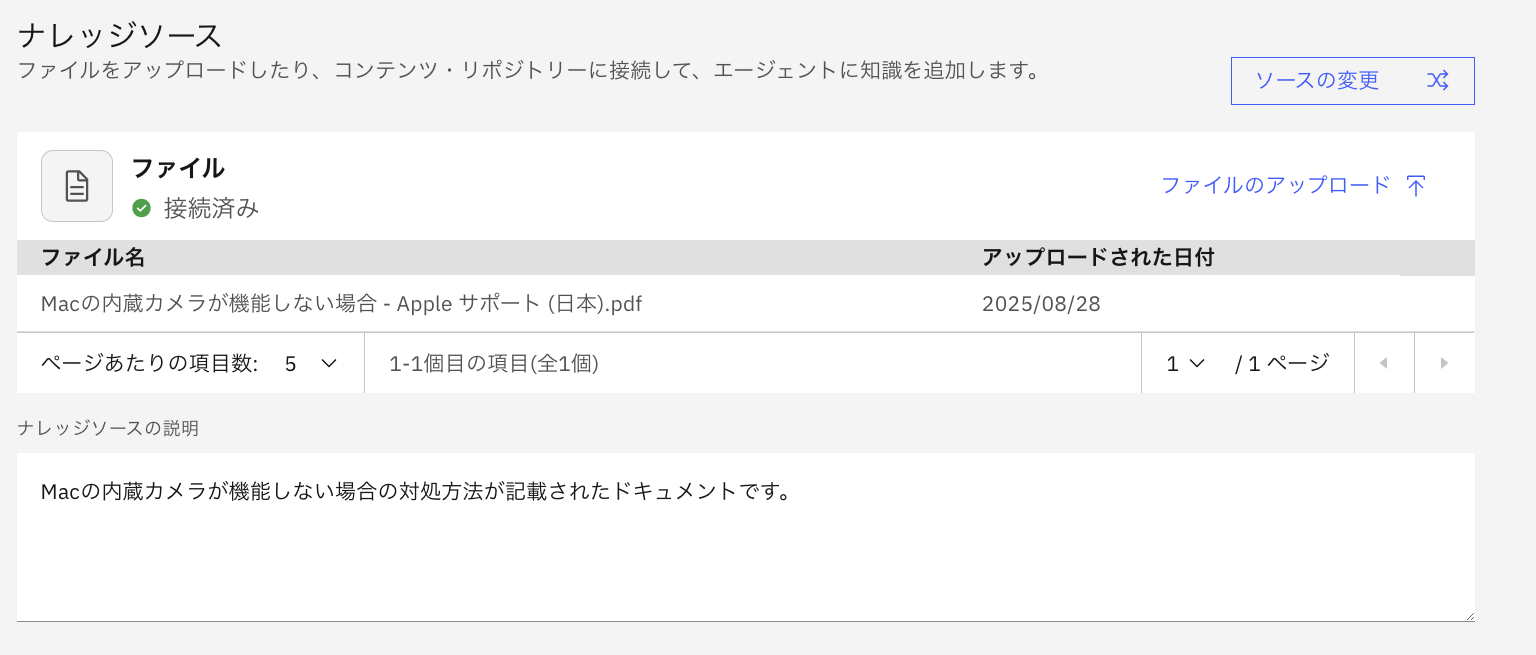 ナレッジソース
ファイルをアップロードしたり、コンテンツ・リポジトリーに接続して、エージェントに知識を追加します。
ソースの変更
ファイル
接続済み
ファイルのアップロード
ファイル名 アップロードされた日付
Macの内蔵カメラが機能しない場合 - Apple サポート (日本).pdf 2025/08/28
ページあたりの項目数: 5 1-1個目の項目(全1個) 1 / 1 ページ
ナレッジソースの説明
Macの内蔵カメラが機能しない場合の対処方法が記載されたドキュメントです。